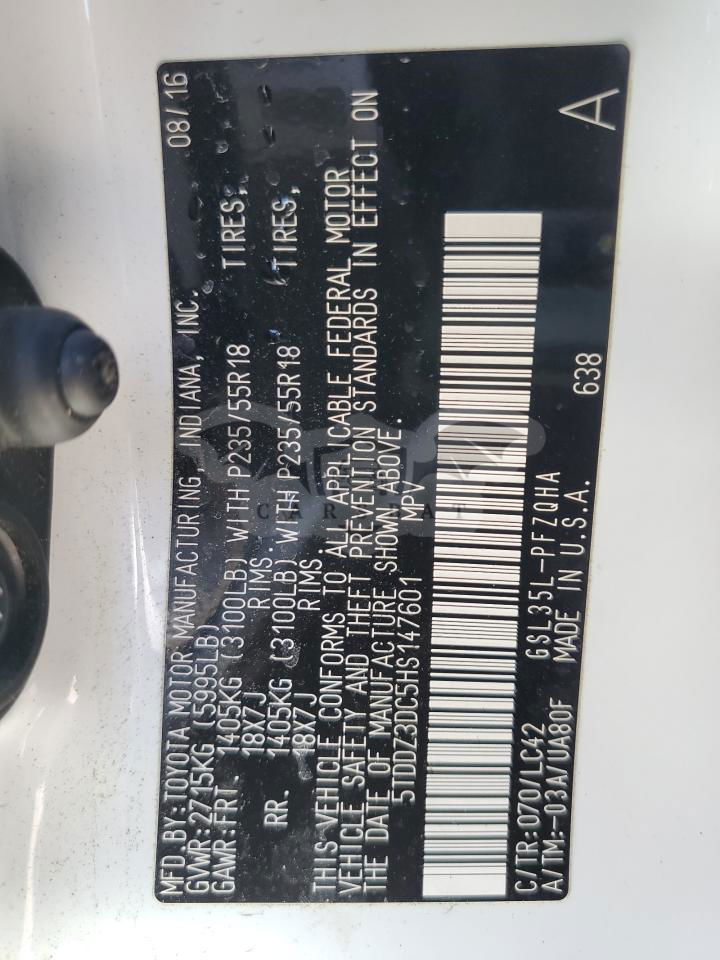 MFD.BY:TOYOTA MOTOR MANUFACTURING, INDIANA, INC. 08/16
GVWR:2715KG (5995LB)
GAWR:FRT. 1405KG (3100LB) WITH P235/55R18 TIRES,
18X7J RIMS.
RR. 1405KG (3100LB) WITH P235/55R18 TIRES,
18X7J RIMS.
THIS VEHICLE CONFORMS TO ALL APPLICABLE FEDERAL MOTOR
VEHICLE SAFETY AND THEFT PREVENTION STANDARDS IN EFFECT ON
THE DATE OF MANUFACTURE SHOWN ABOVE.
5TDDZ3DC5HS147601 MPV
C/TR:070/LC42 GSL35L-PFZQHA
A/TM:-03A/UA80F MADE IN U.S.A. 638
A